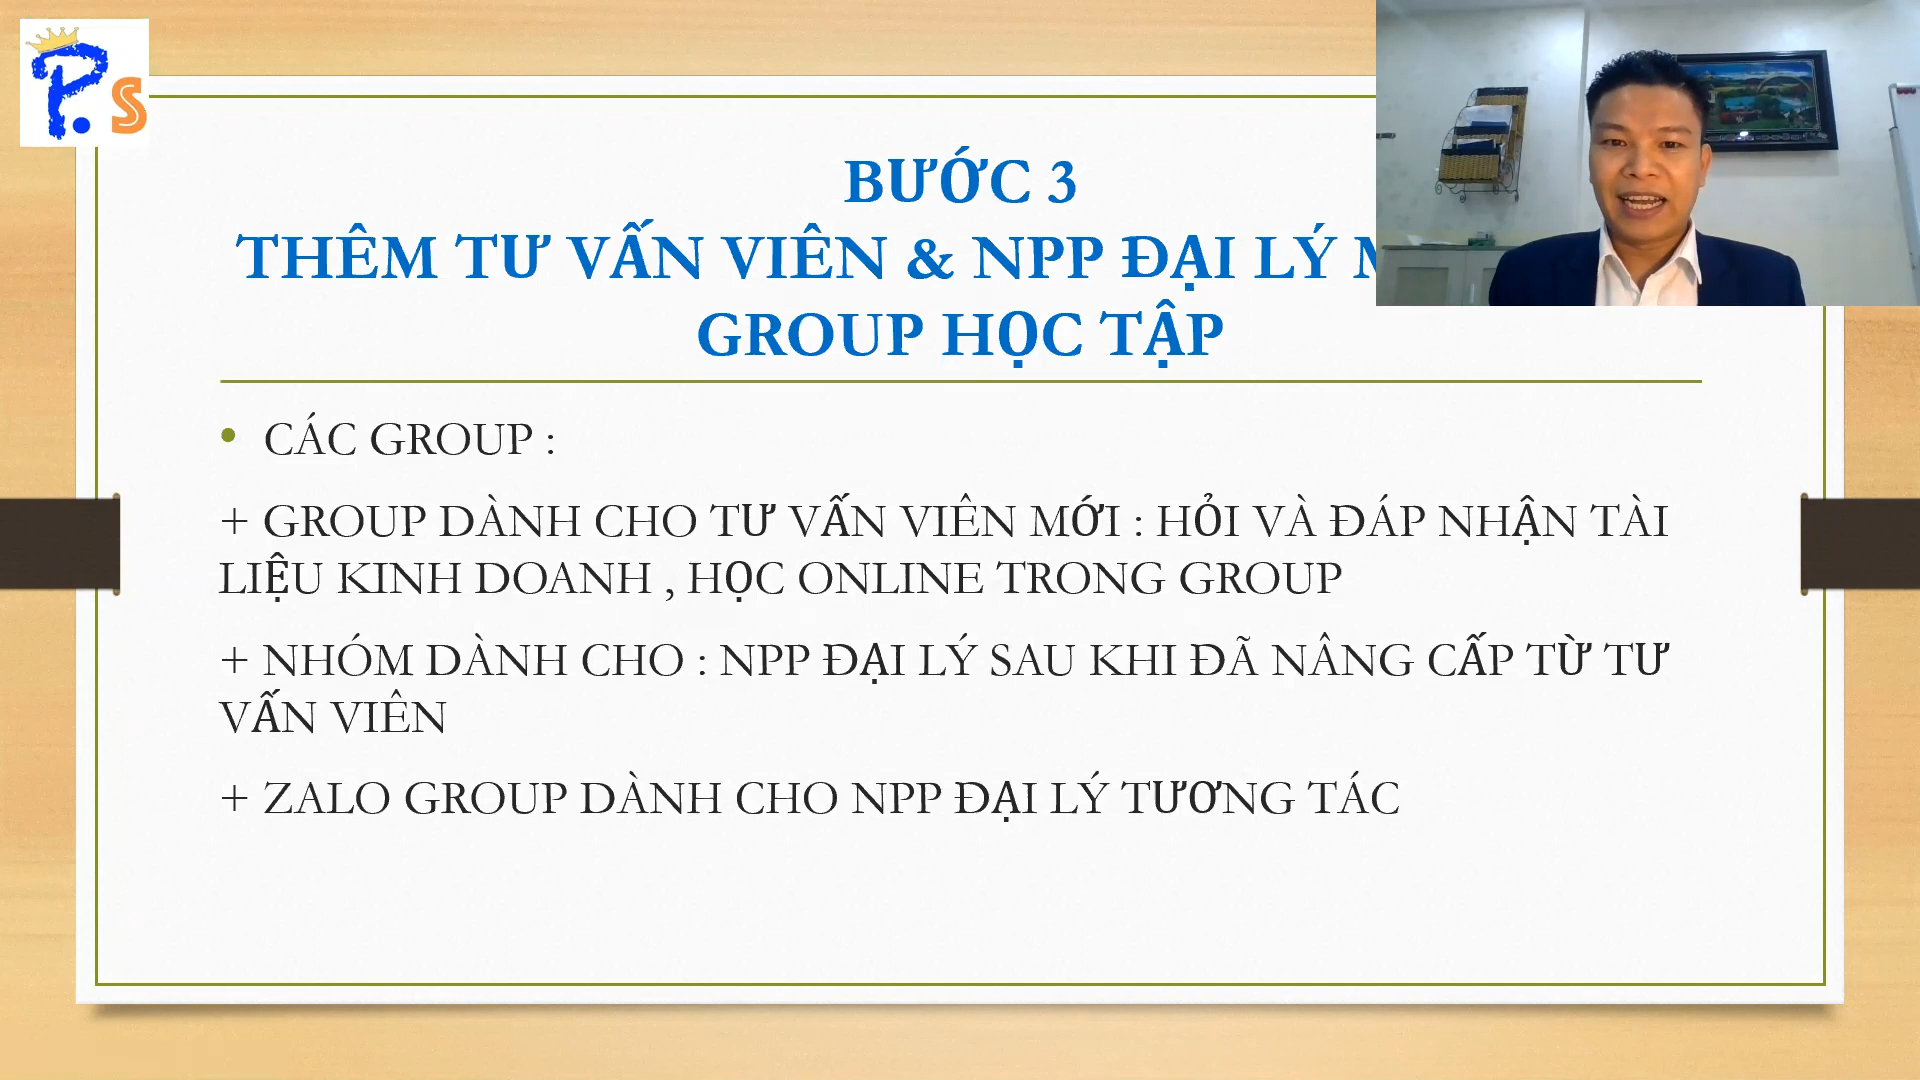 P.S
BƯỚC 3
THÊM TƯ VẤN VIÊN & NPP ĐẠI LÝ
GROUP HỌC TẬP
• CÁC GROUP :
+ GROUP DÀNH CHO TƯ VẤN VIÊN MỚI : HỎI VÀ ĐÁP NHẬN TÀI
LIỆU KINH DOANH , HỌC ONLINE TRONG GROUP
+ NHÓM DÀNH CHO : NPP ĐẠI LÝ SAU KHI ĐÃ NÂNG CẤP TỪ TƯ
VẤN VIÊN
+ ZALO GROUP DÀNH CHO NPP ĐẠI LÝ TƯƠNG TÁC